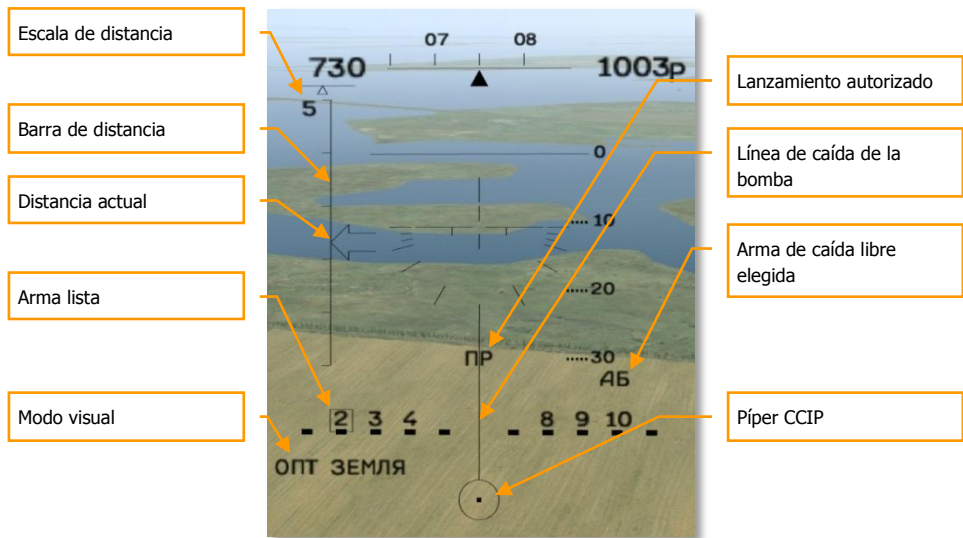 Escala de distancia
Barra de distancia
Distancia actual
Arma lista
Modo visual
07 08
730
1003Р
5
0
10
20
ПР
30
АБ
2 3 4 8 9 10
ОПТ ЗЕМЛЯ
Lanzamiento autorizado
Línea de caída de la
bomba
Arma de caída libre
elegida
Píper CCIP